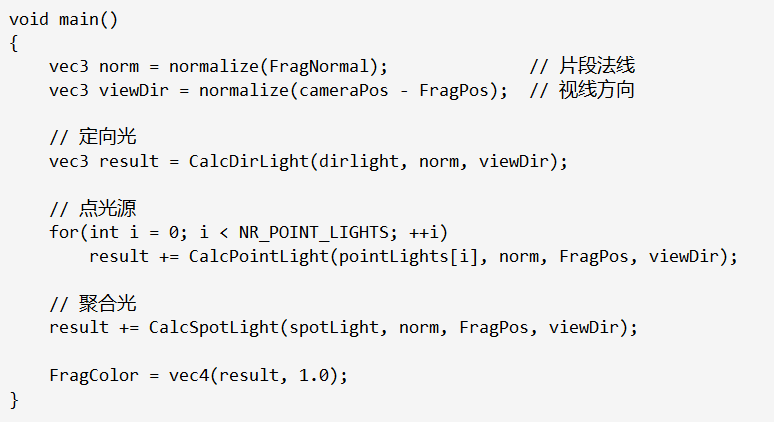 void main()
{
    vec3 norm = normalize(FragNormal);              // 片段法线
    vec3 viewDir = normalize(cameraPos - FragPos);  // 视线方向

    // 定向光
    vec3 result = CalcDirLight(dirlight, norm, viewDir);

    // 点光源
    for(int i = 0; i < NR_POINT_LIGHTS; ++i)
        result += CalcPointLight(pointLights[i], norm, FragPos, viewDir);

    // 聚合光
    result += CalcSpotLight(spotLight, norm, FragPos, viewDir);

    FragColor = vec4(result, 1.0);
}